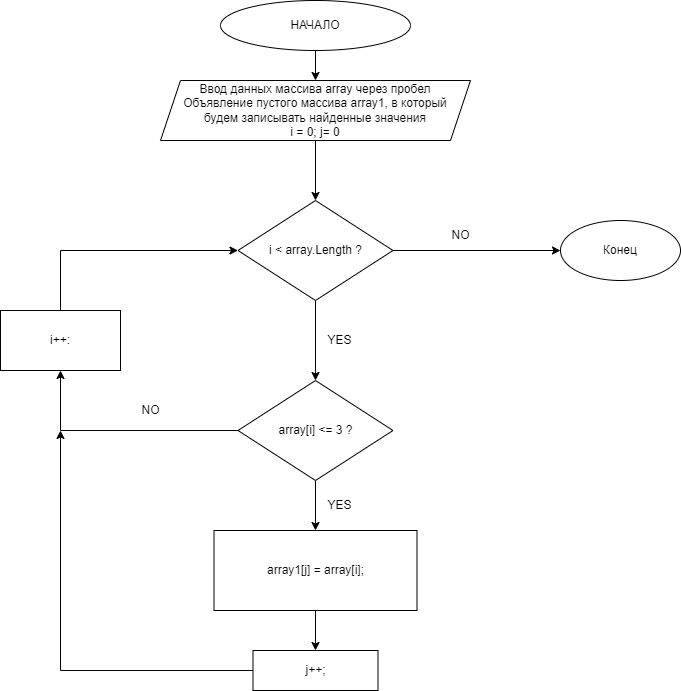 НАЧАЛО
Ввод данных массива array через пробел
Объявление пустого массива array1, в который
будем записывать найденные значения
i = 0; j= 0
i < array.Length ?
NO
Конец
YES
i++:
array[i] <= 3 ?
NO
YES
array1[j] = array[i];
j++;